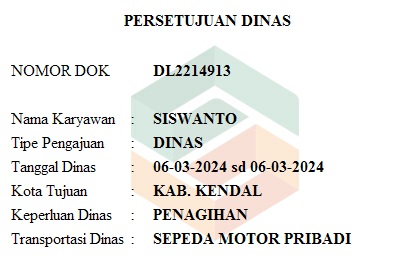 PERSETUJUAN DINAS
NOMOR DOK DL2214913
Nama Karyawan : SISWANTO
Tipe Pengajuan : DINAS
Tanggal Dinas : 06-03-2024 sd 06-03-2024
Kota Tujuan : KAB. KENDAL
Keperluan Dinas : PENAGIHAN
Transportasi Dinas : SEPEDA MOTOR PRIBADI